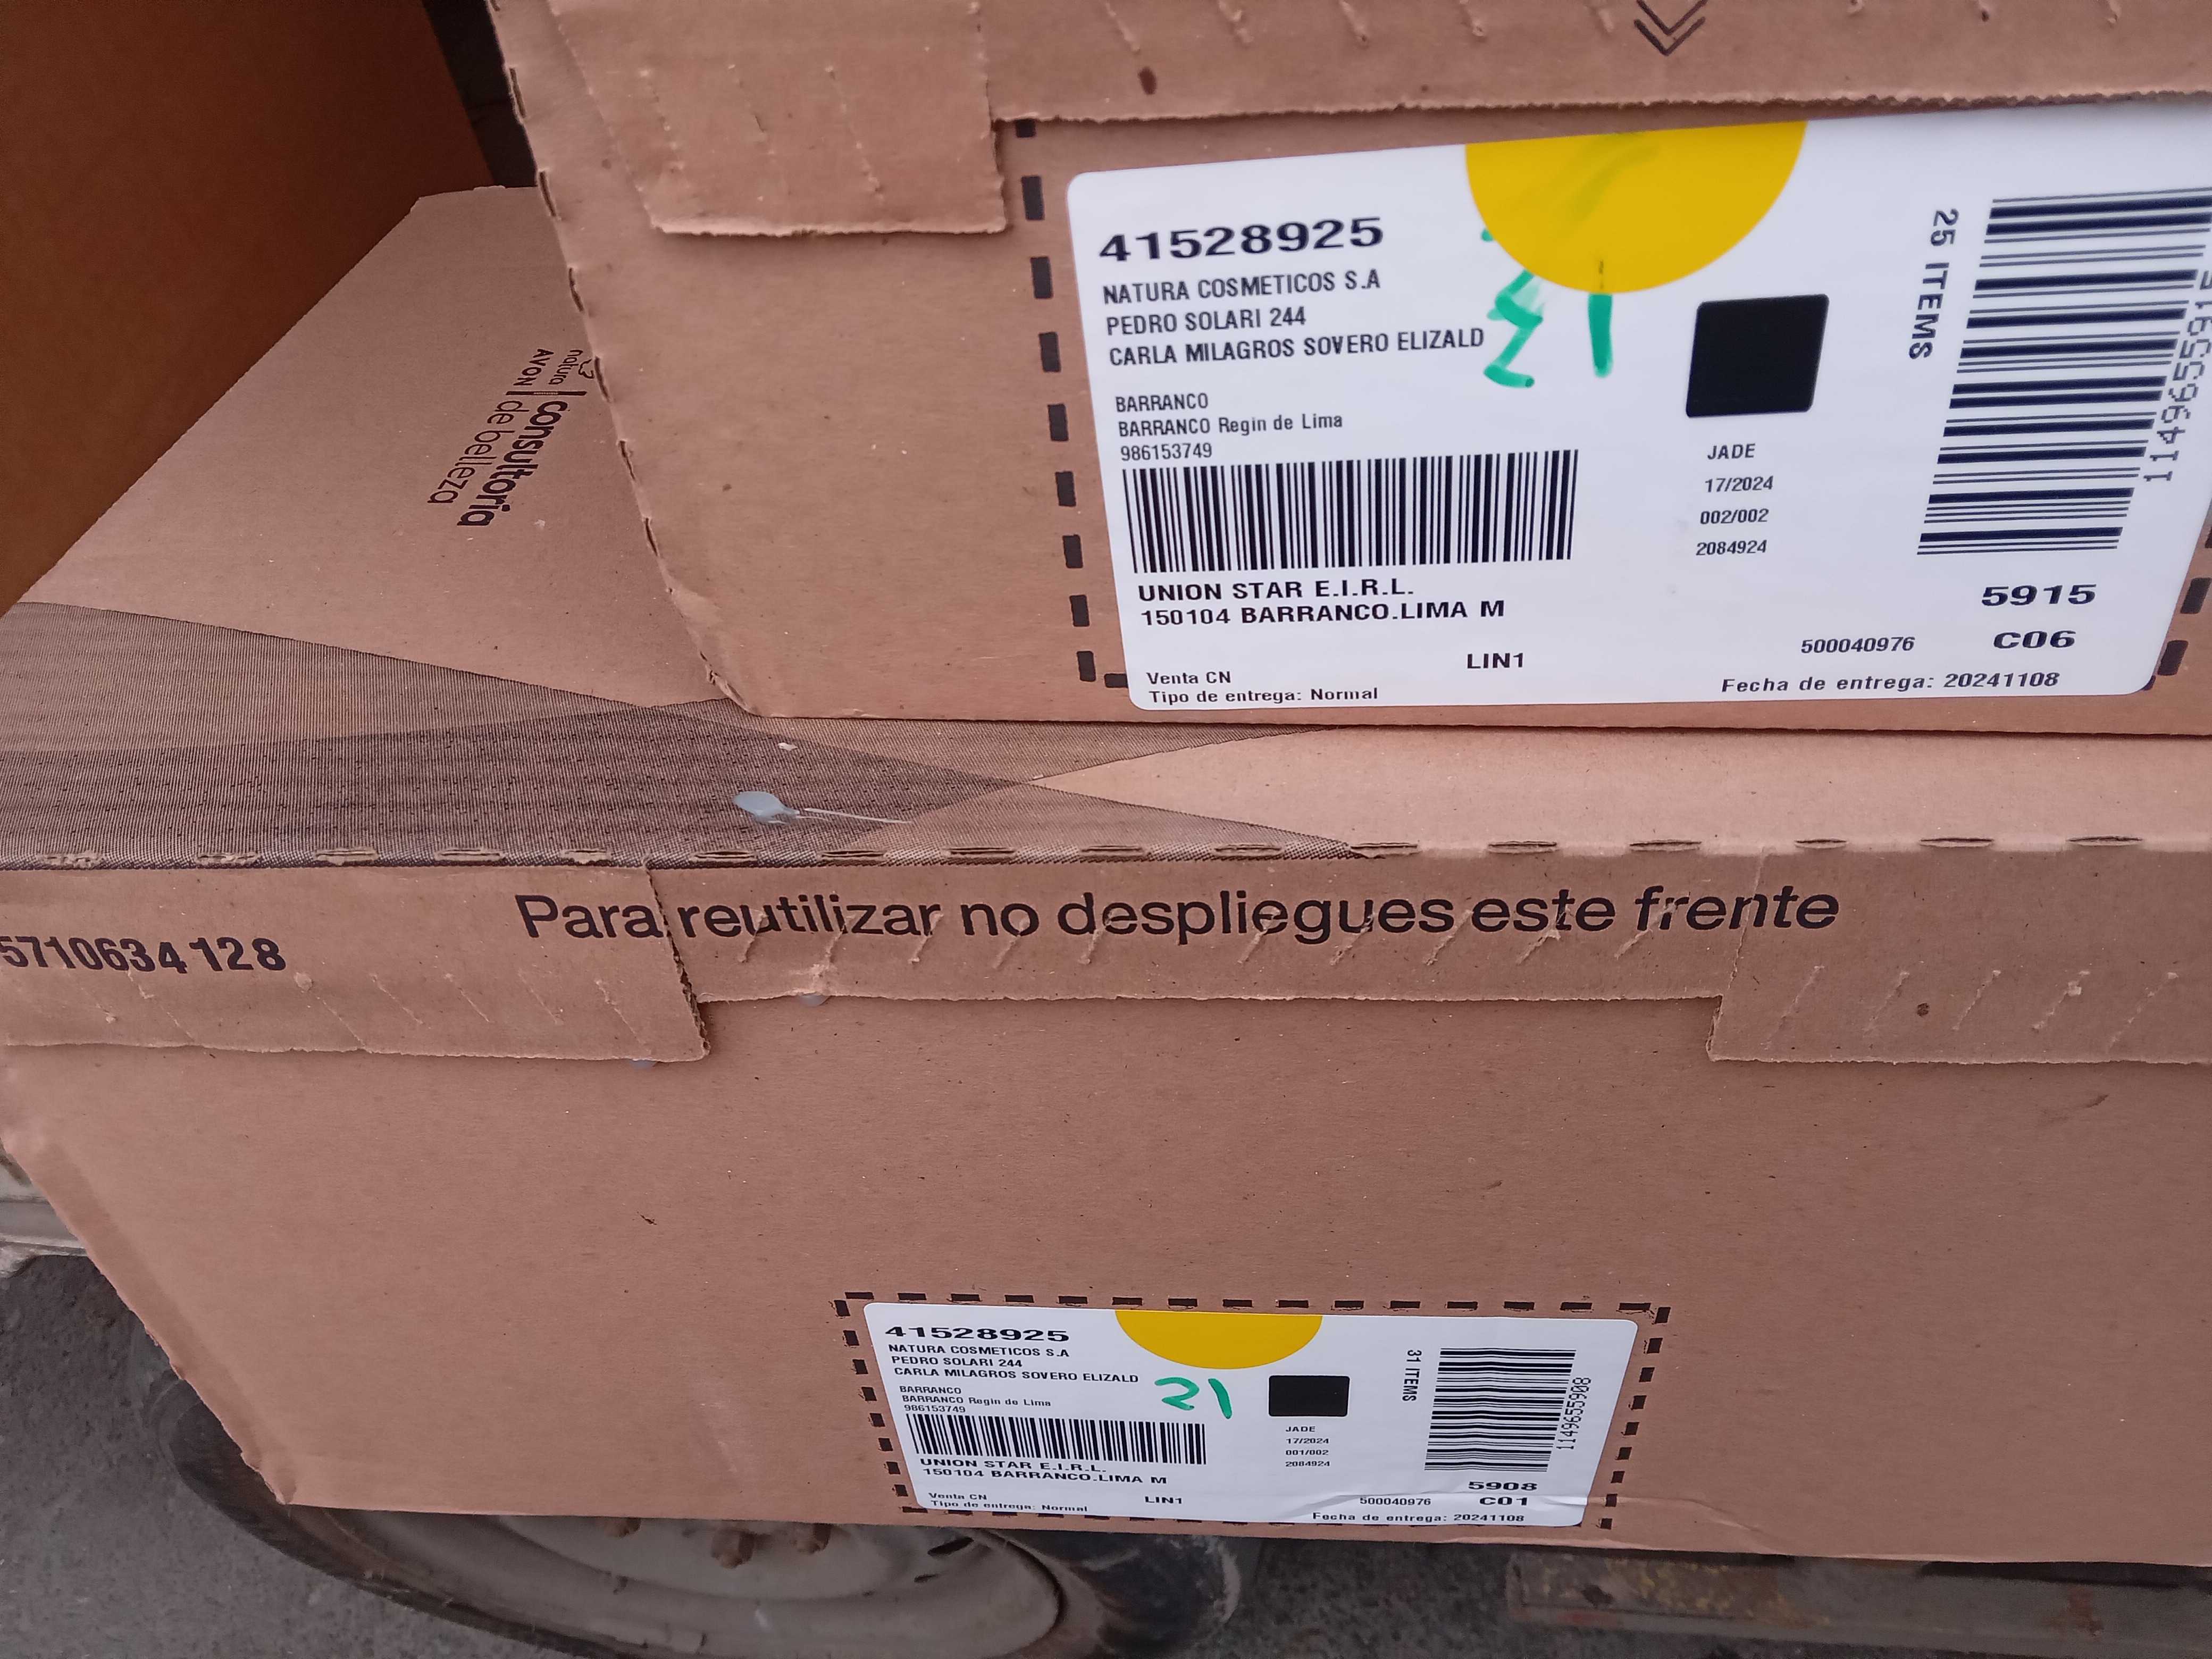 41528925
NATURA COSMETICOS S.A
PEDRO SOLARI 244
CARLA MILAGROS SOVERO ELIZALD
BARRANCO
BARRANCO Regin de Lima
986153749
UNION STAR E.I.R.L.
150104 BARRANCO.LIMA M
Venta CN
Tipo de entrega: Normal
LIN1
JADE
17/2024
002/002
2084924
25 ITEMS
5915
500040976
C06
Fecha de entrega: 20241108
natura
AVON
consultoria
de belleza
Para reutilizar no despliegues este frente
5710634 128
41528925
NATURA COSMETICOS S.A
PEDRO SOLARI 244
CARLA MILAGROS SOVERO ELIZALD
21
BARRANCO
BARRANCO Regin de Lima
986153749
UNION STAR E.I.R.L.
150104 BARRANCO.LIMA M
Venta CN
Tipo de entrega: Normal
LIN1
JADE
17/2024
001/002
2084924
31 ITEMS
1149655908
5908
500040976
C01
Fecha de entrega: 20241108